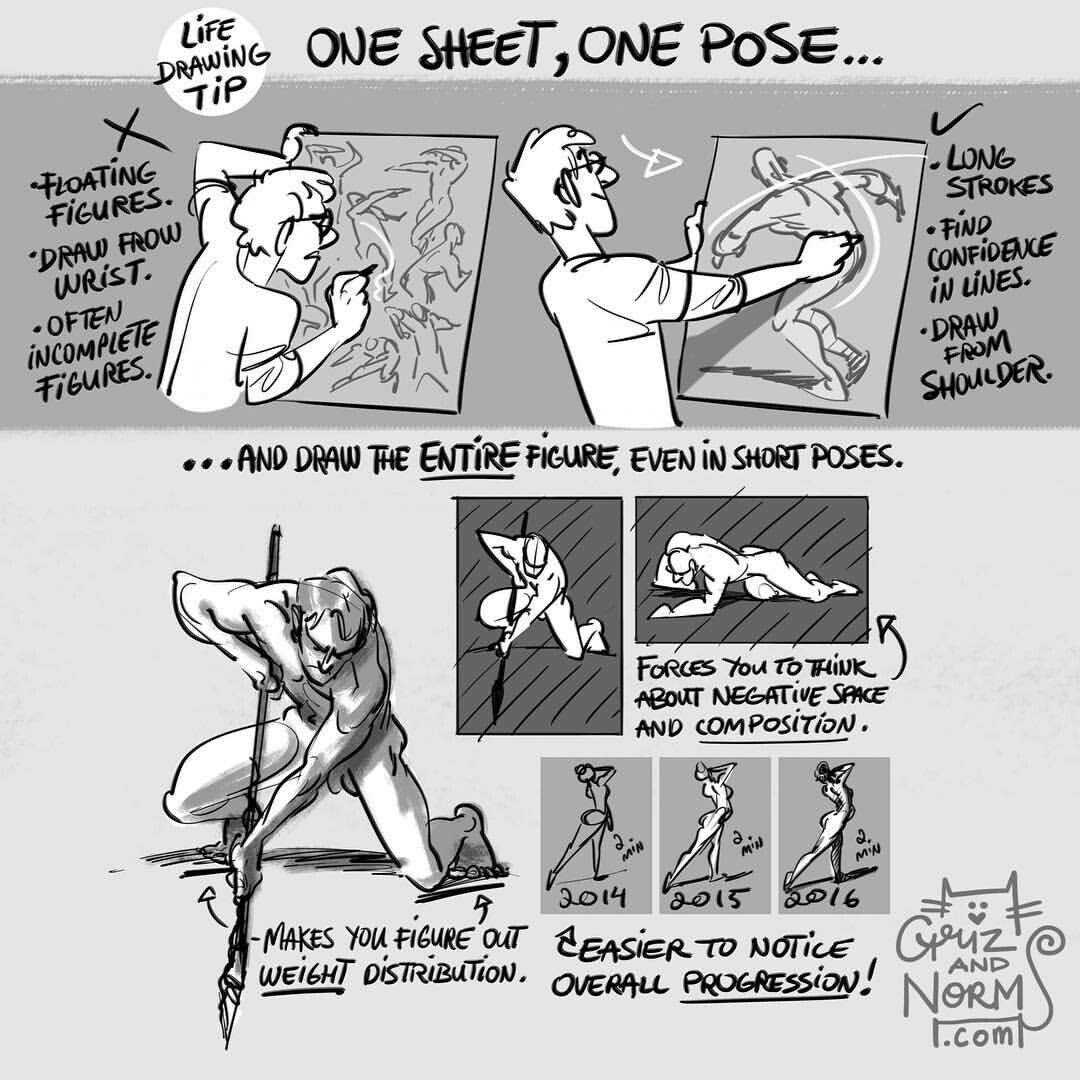 LIFE
DRAWING
TIP
ONE SHEET, ONE POSE...
•FLOATING
FIGURES.
•DRAW FROM
WRIST.
•OFTEN
INCOMPLETE
FIGURES.
•LONG
STROKES
•FIND
CONFIDENCE
IN LINES.
•DRAW
FROM
SHOULDER.
...AND DRAW THE ENTIRE FIGURE, EVEN IN SHORT POSES.
FORCES YOU TO THINK
ABOUT NEGATIVE SPACE
AND COMPOSITION.
2
MIN
2014
2
MIN
2015
2
MIN
2016
-MAKES YOU FIGURE OUT
WEIGHT DISTRIBUTION.
EASIER TO NOTICE
OVERALL PROGRESSION!
GRIZ
AND
NORM
.com